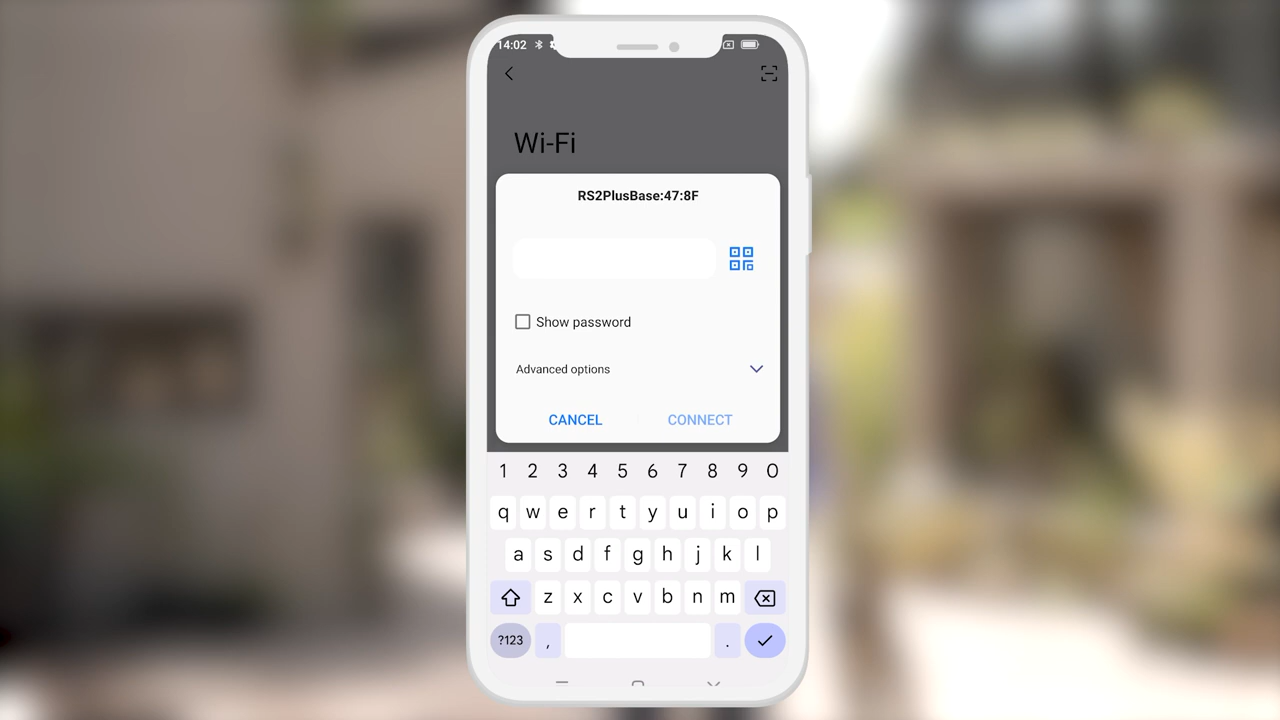 14:02
Wi-Fi
RS2PlusBase:47:8F
Show password
Advanced options
CANCEL CONNECT
1 2 3 4 5 6 7 8 9 0
q w e r t y u i o p
a s d f g h j k l
z x c v b n m
?123 , .